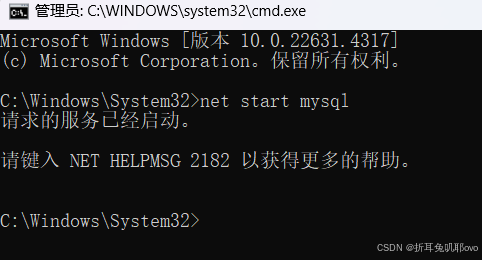 管理员: C:\WINDOWS\system32\cmd.exe
Microsoft Windows [版本 10.0.22631.4317]
(c) Microsoft Corporation。保留所有权利。
C:\Windows\System32>net start mysql
请求的服务已经启动。
请键入 NET HELPMSG 2182 以获得更多的帮助。
C:\Windows\System32>
CSDN @折耳兔叽耶ovo